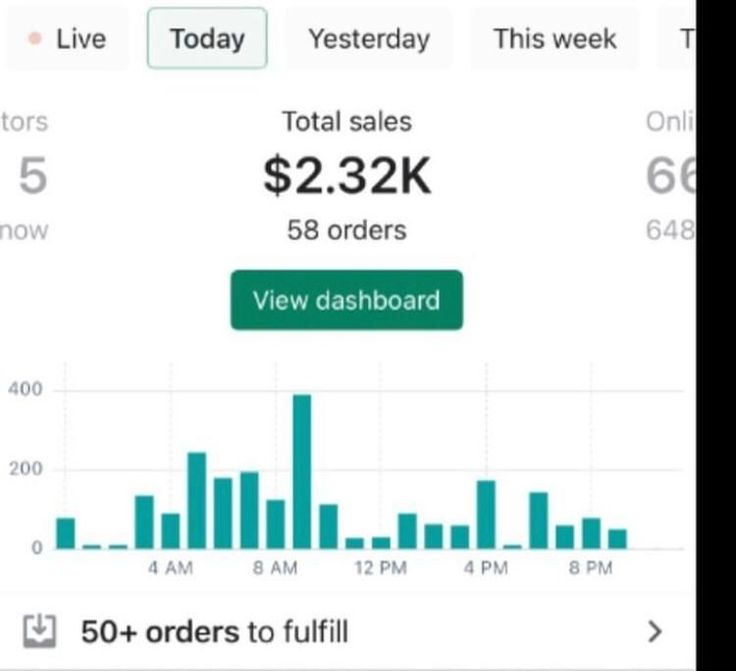 Live Today Yesterday This week T
tors Total sales Onli
5 $2.32K 66
now 58 orders 648
View dashboard
400
200
0
4 AM 8 AM 12 PM 4 PM 8 PM
50+ orders to fulfill